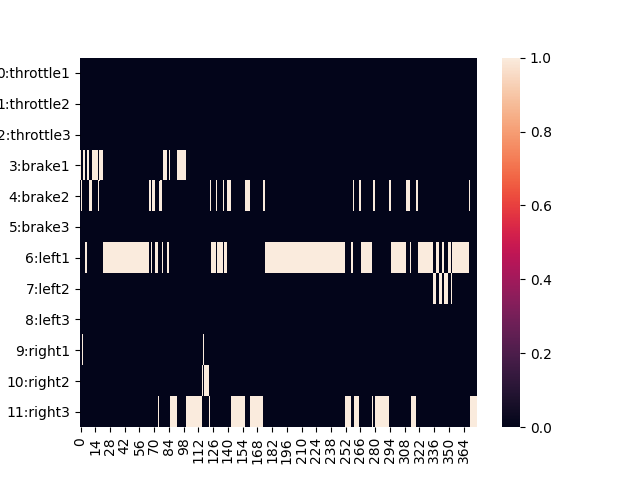 0:throttle1
1:throttle2
2:throttle3
3:brake1
4:brake2
5:brake3
6:left1
7:left2
8:left3
9:right1
10:right2
11:right3
0 14 28 42 56 70 84 98 112 126 140 154 168 182 196 210 224 238 252 266 280 294 308 322 336 350 364
1.0
0.8
0.6
0.4
0.2
0.0